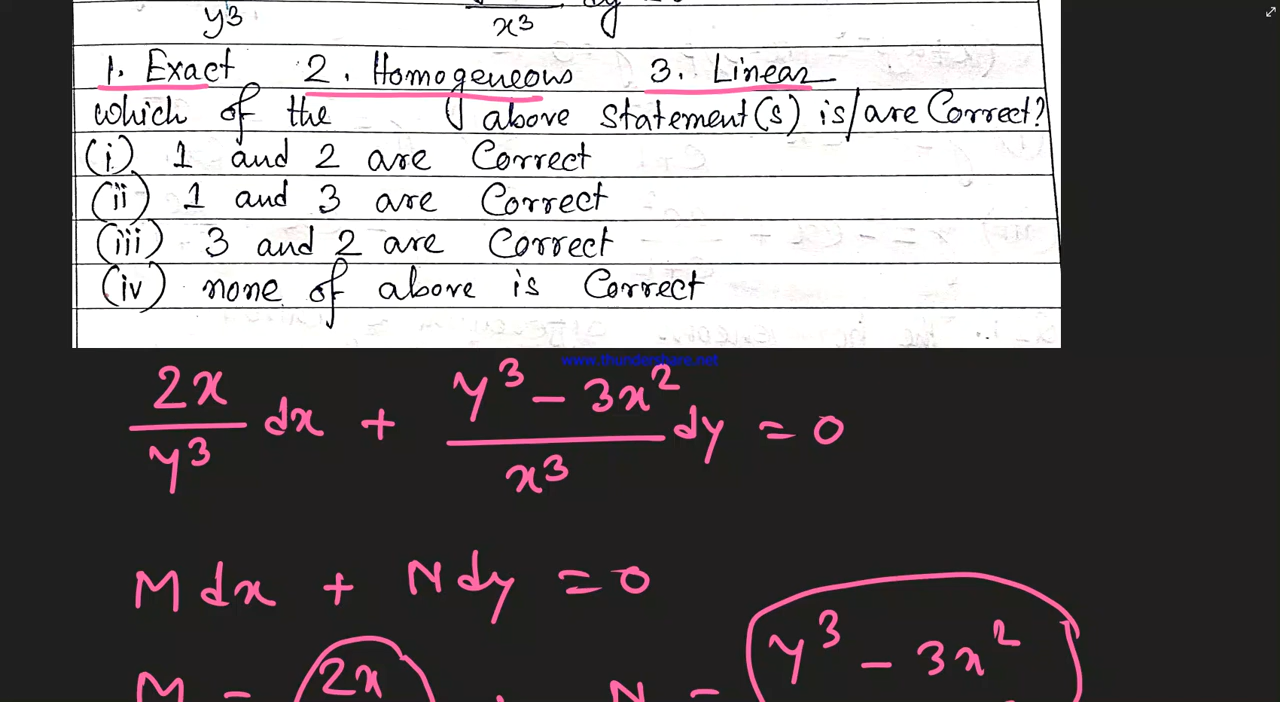 y3
x3 dy
1. Exact 2. Homogeneous 3. Linear
which of the above statement(s) is/are Correct?
(i) 1 and 2 are Correct
(ii) 1 and 3 are Correct
(iii) 3 and 2 are Correct
(iv) none of above is Correct
www.thundershare.net
2x/y³ dx + (y³ - 3x²)/x³ dy = 0
M dx + N dy = 0
M = 2x , N = y³ - 3x²